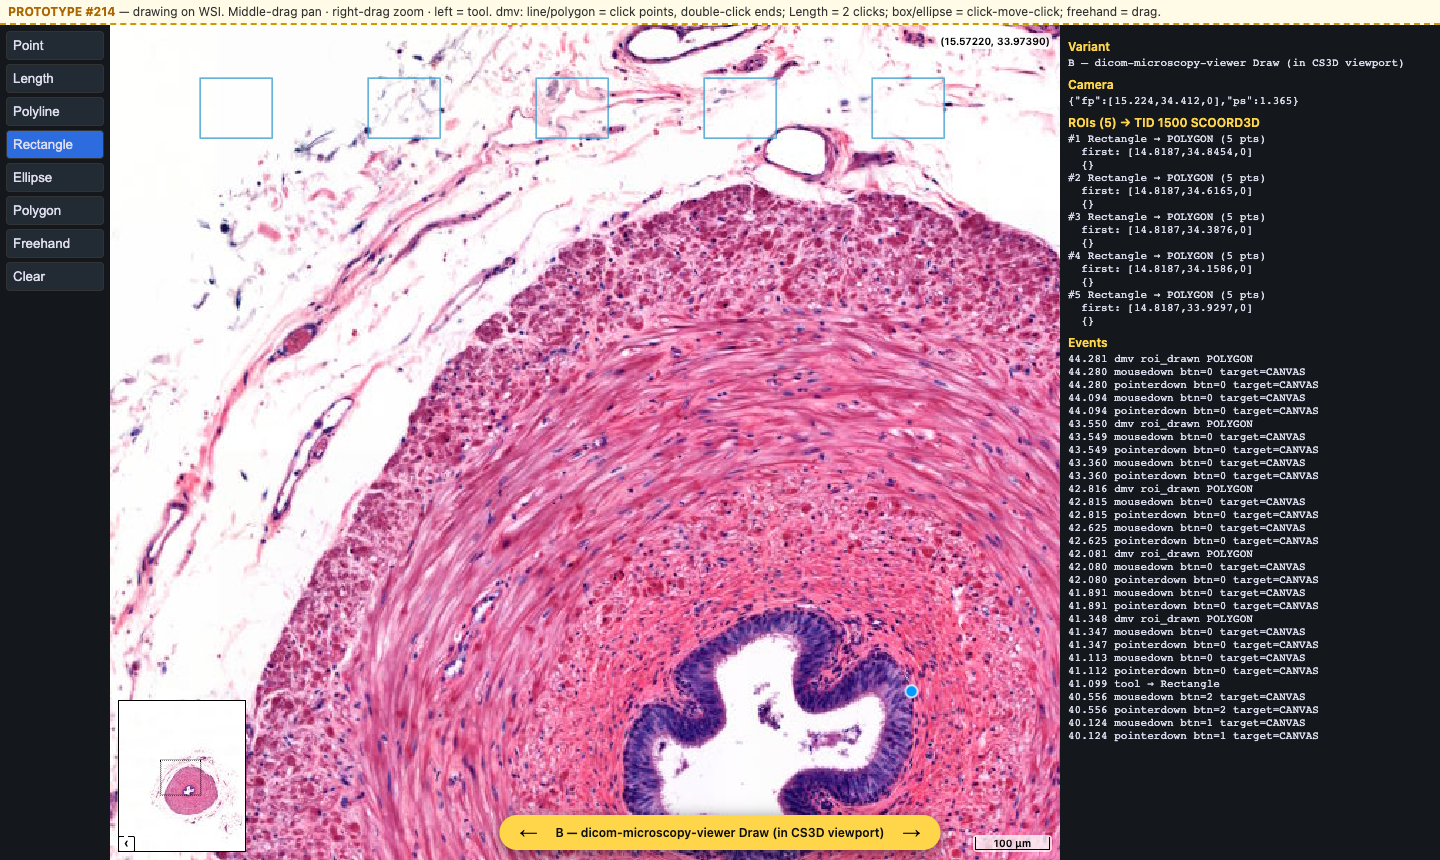 PROTOTYPE #214 — drawing on WSI. Middle-drag pan · right-drag zoom · left = tool. dmv: line/polygon = click points, double-click ends; Length = 2 clicks; box/ellipse = click-move-click; freehand = drag.
Point
Length
Polyline
Rectangle
Ellipse
Polygon
Freehand
Clear
(15.57220, 33.97390)
‹
← B — dicom-microscopy-viewer Draw (in CS3D viewport) →
100 μm
Variant
B — dicom-microscopy-viewer Draw (in CS3D viewport)
Camera
{"fp":[15.224,34.412,0],"ps":1.365}
ROIs (5) → TID 1500 SCOORD3D
#1 Rectangle → POLYGON (5 pts)
first: [14.8187,34.8454,0]
{}
#2 Rectangle → POLYGON (5 pts)
first: [14.8187,34.6165,0]
{}
#3 Rectangle → POLYGON (5 pts)
first: [14.8187,34.3876,0]
{}
#4 Rectangle → POLYGON (5 pts)
first: [14.8187,34.1586,0]
{}
#5 Rectangle → POLYGON (5 pts)
first: [14.8187,33.9297,0]
{}
Events
44.281 dmv roi_drawn POLYGON
44.280 mousedown btn=0 target=CANVAS
44.280 pointerdown btn=0 target=CANVAS
44.094 mousedown btn=0 target=CANVAS
44.094 pointerdown btn=0 target=CANVAS
43.550 dmv roi_drawn POLYGON
43.549 mousedown btn=0 target=CANVAS
43.549 pointerdown btn=0 target=CANVAS
43.360 mousedown btn=0 target=CANVAS
43.360 pointerdown btn=0 target=CANVAS
42.816 dmv roi_drawn POLYGON
42.815 mousedown btn=0 target=CANVAS
42.815 pointerdown btn=0 target=CANVAS
42.625 mousedown btn=0 target=CANVAS
42.625 pointerdown btn=0 target=CANVAS
42.081 dmv roi_drawn POLYGON
42.080 mousedown btn=0 target=CANVAS
42.080 pointerdown btn=0 target=CANVAS
41.891 mousedown btn=0 target=CANVAS
41.891 pointerdown btn=0 target=CANVAS
41.348 dmv roi_drawn POLYGON
41.347 mousedown btn=0 target=CANVAS
41.347 pointerdown btn=0 target=CANVAS
41.113 mousedown btn=0 target=CANVAS
41.112 pointerdown btn=0 target=CANVAS
41.099 tool → Rectangle
40.556 mousedown btn=2 target=CANVAS
40.556 pointerdown btn=2 target=CANVAS
40.124 mousedown btn=1 target=CANVAS
40.124 pointerdown btn=1 target=CANVAS